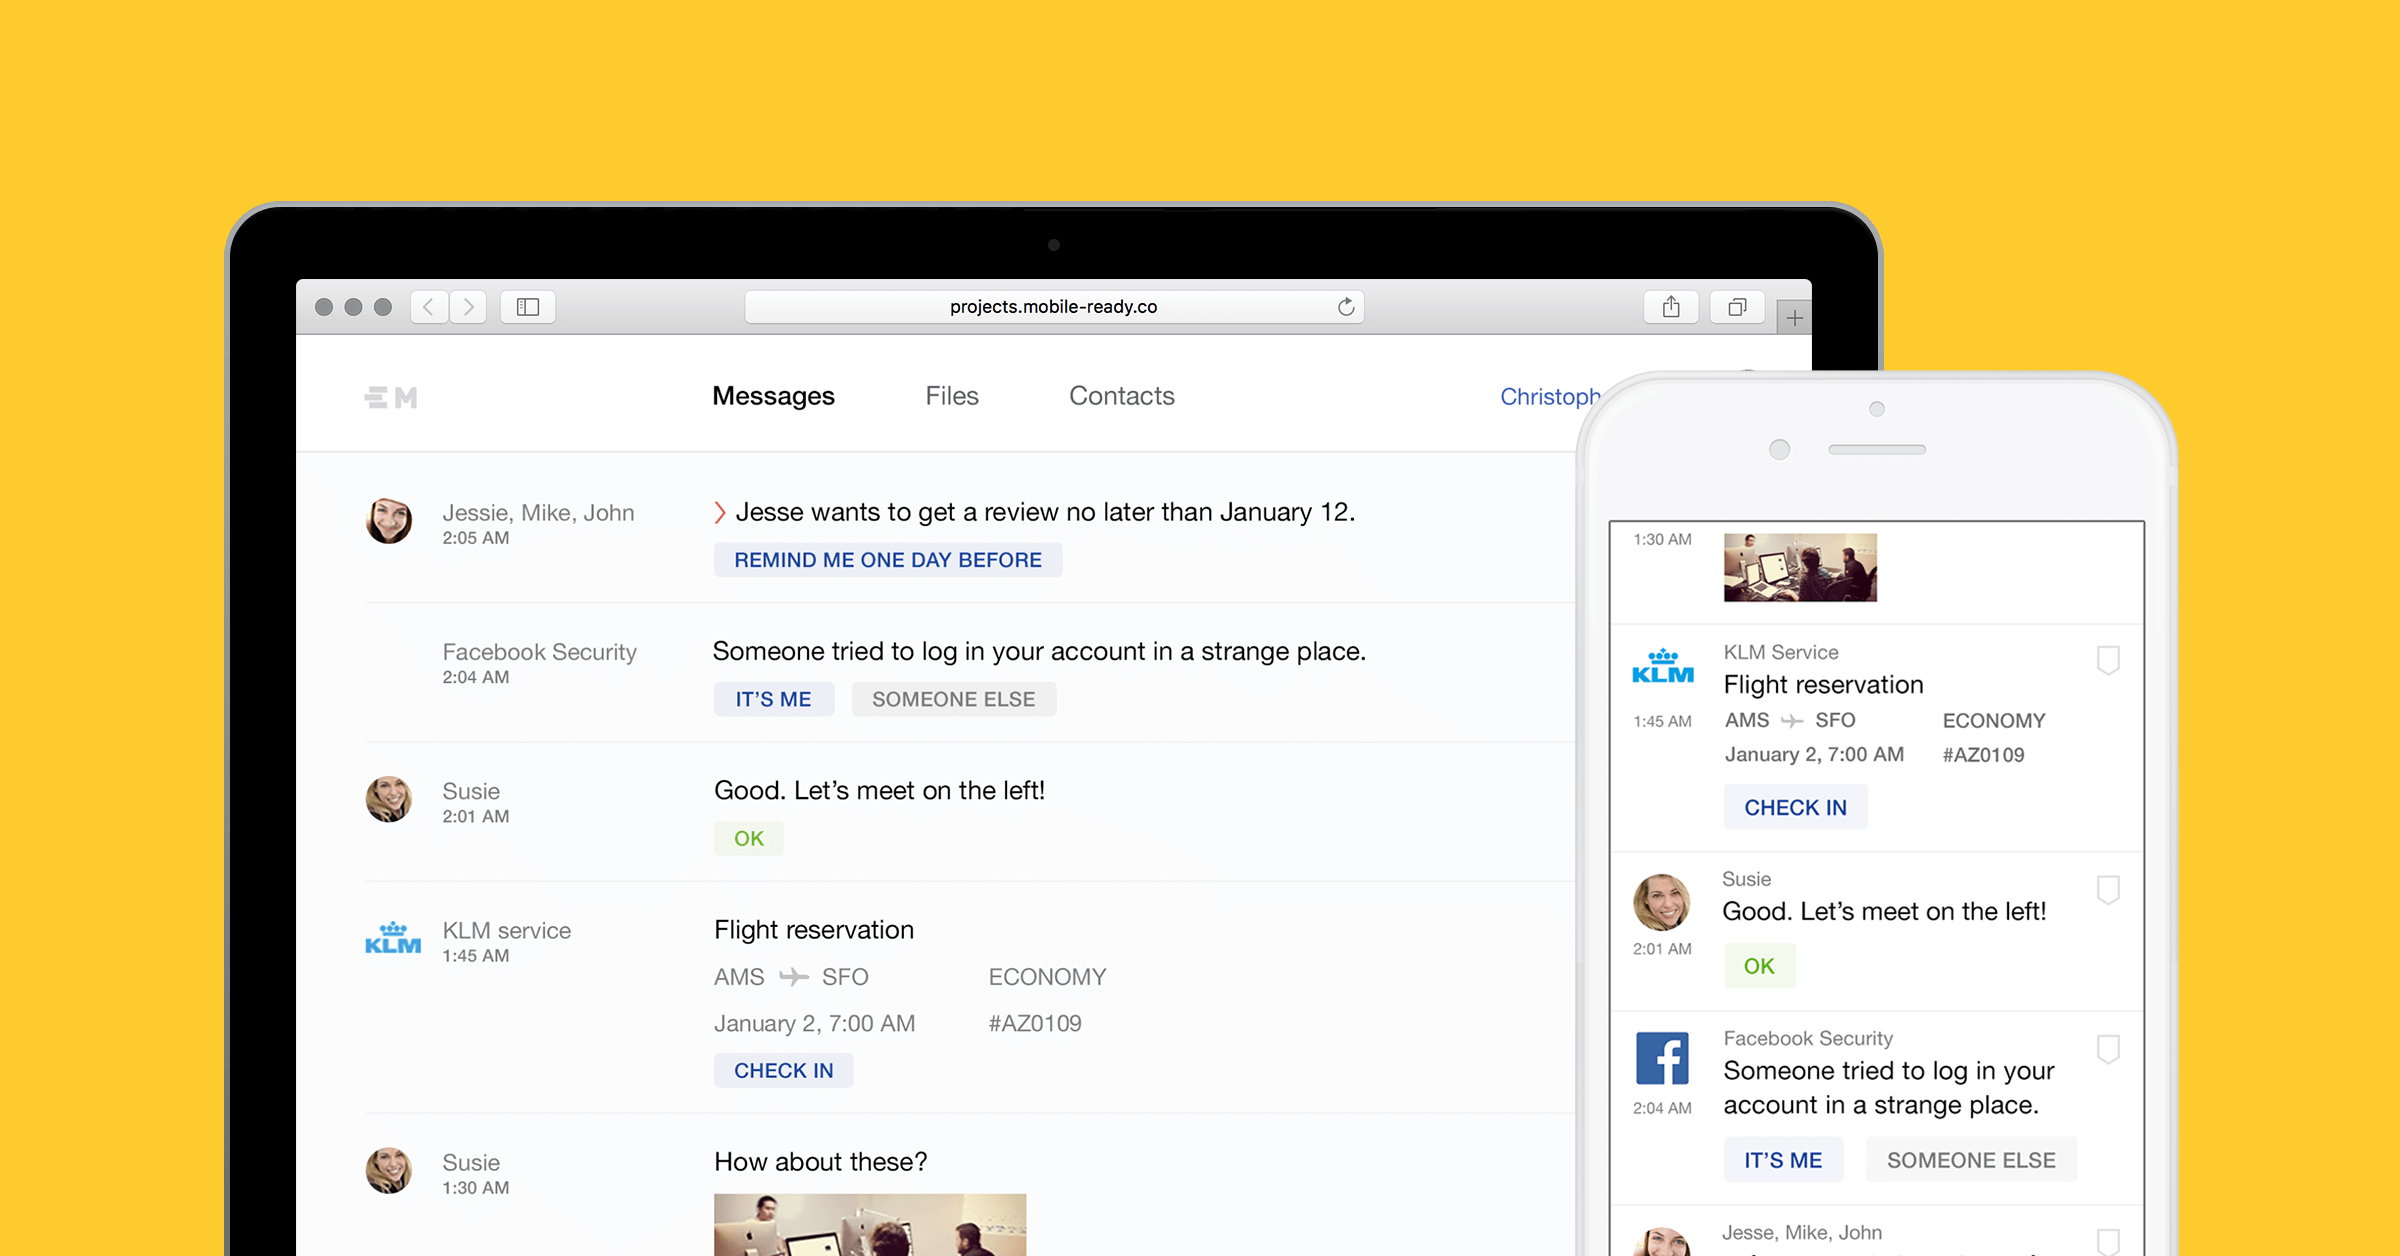 projects.mobile-ready.co
EM
Messages
Files
Contacts
Christoph
Jessie, Mike, John
2:05 AM
Jesse wants to get a review no later than January 12.
REMIND ME ONE DAY BEFORE
Facebook Security
2:04 AM
Someone tried to log in your account in a strange place.
IT'S ME
SOMEONE ELSE
Susie
2:01 AM
Good. Let's meet on the left!
OK
KLM
KLM service
1:45 AM
Flight reservation
AMS SFO
ECONOMY
January 2, 7:00 AM
#AZ0109
CHECK IN
Susie
1:30 AM
How about these?
1:30 AM
KLM
1:45 AM
KLM Service
Flight reservation
AMS SFO
ECONOMY
January 2, 7:00 AM
#AZ0109
CHECK IN
Susie
2:01 AM
Good. Let's meet on the left!
OK
f
2:04 AM
Facebook Security
Someone tried to log in your
account in a strange place.
IT'S ME
SOMEONE ELSE
Jesse, Mike, John